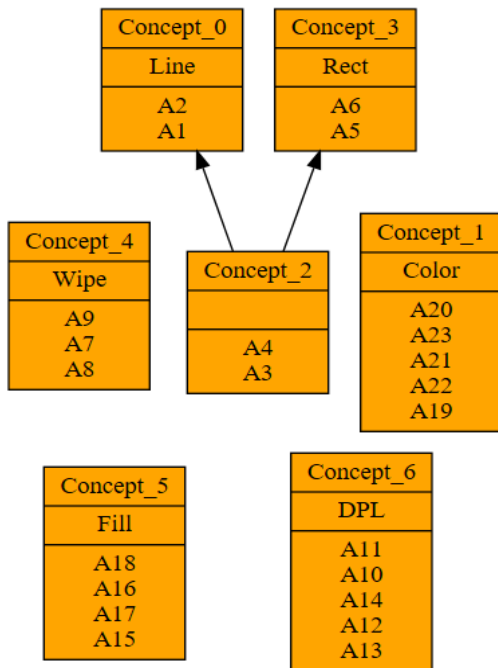 Concept_0
Line
A2
A1
Concept_3
Rect
A6
A5
Concept_4
Wipe
A9
A7
A8
Concept_2
A4
A3
Concept_1
Color
A20
A23
A21
A22
A19
Concept_5
Fill
A18
A16
A17
A15
Concept_6
DPL
A11
A10
A14
A12
A13